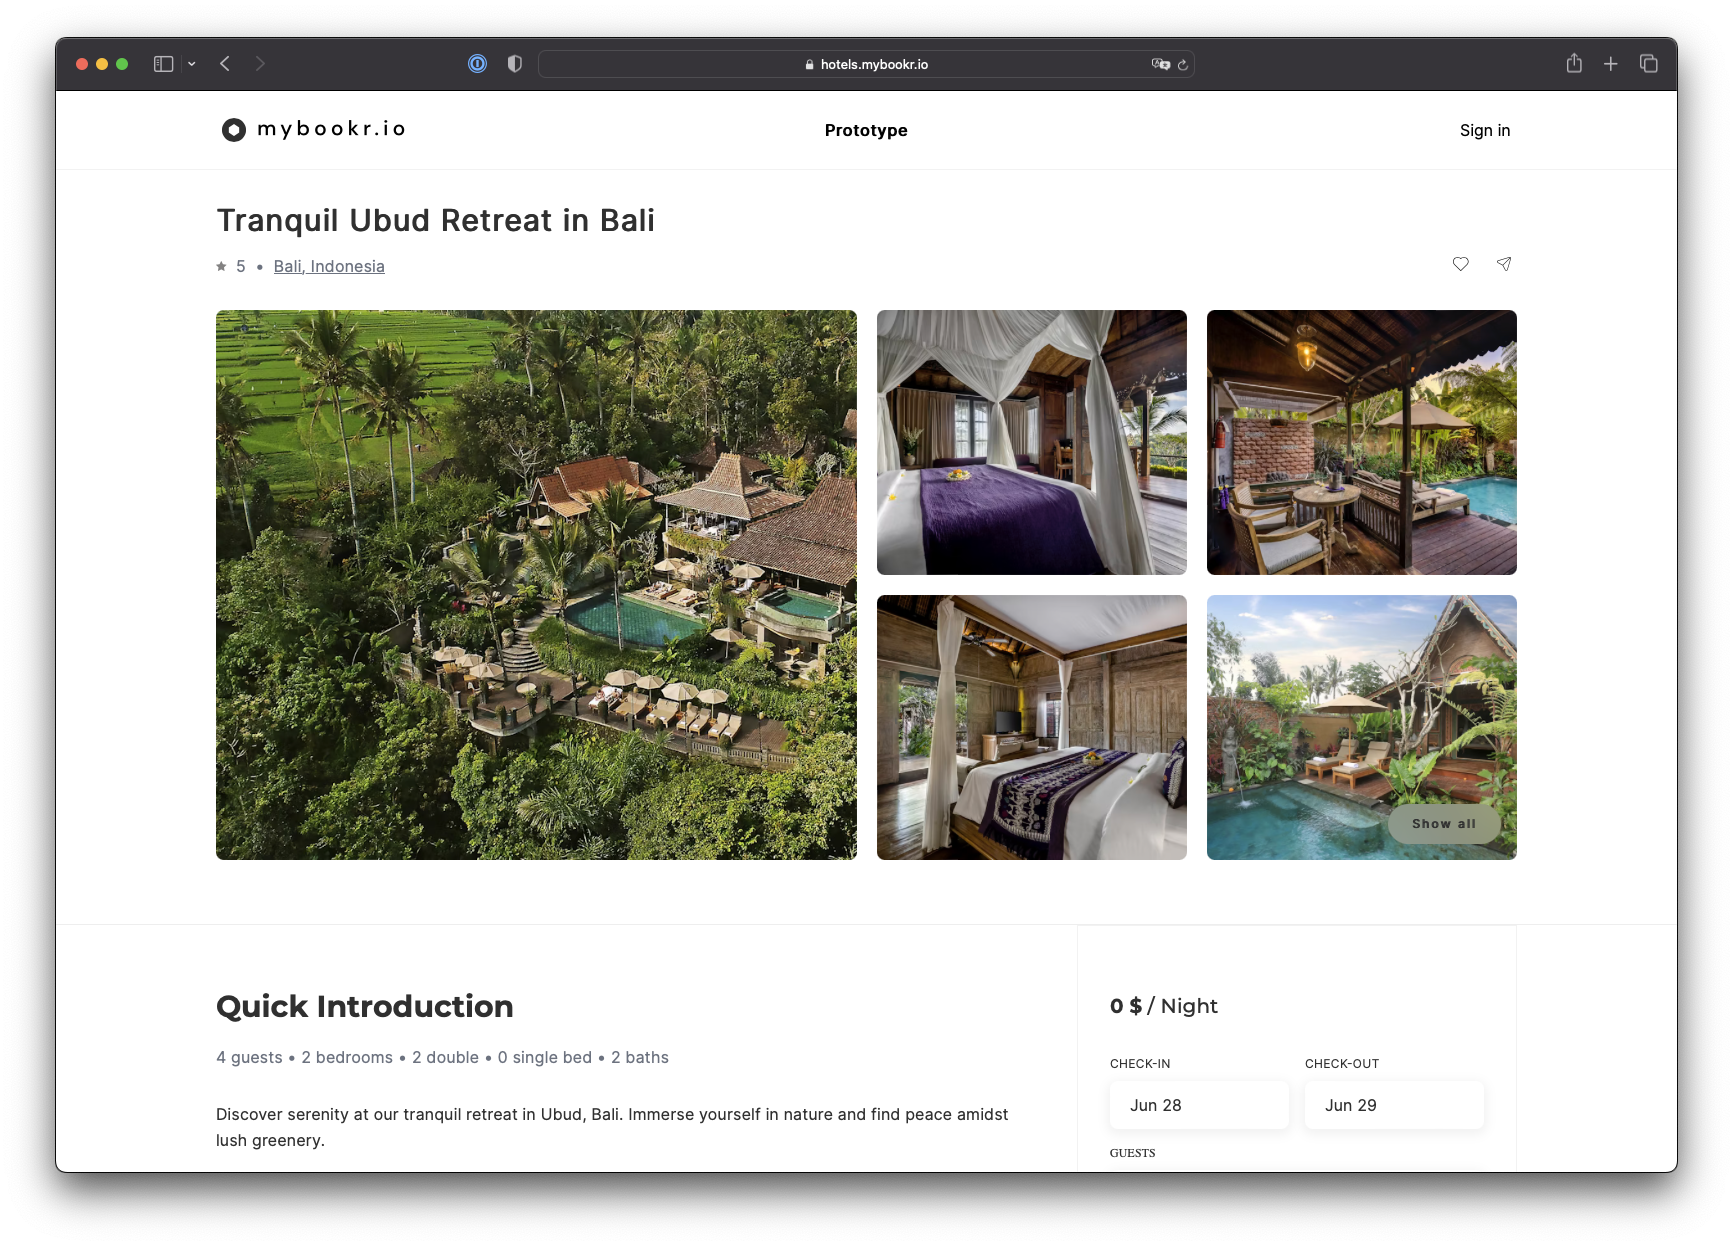 hotels.mybookr.io
mybookr.io
Prototype
Sign in
Tranquil Ubud Retreat in Bali
5 • Bali, Indonesia
Show all
Quick Introduction
4 guests • 2 bedrooms • 2 double • 0 single bed • 2 baths
Discover serenity at our tranquil retreat in Ubud, Bali. Immerse yourself in nature and find peace amidst
lush greenery.
0 $ / Night
CHECK-IN
CHECK-OUT
Jun 28
Jun 29
GUESTS